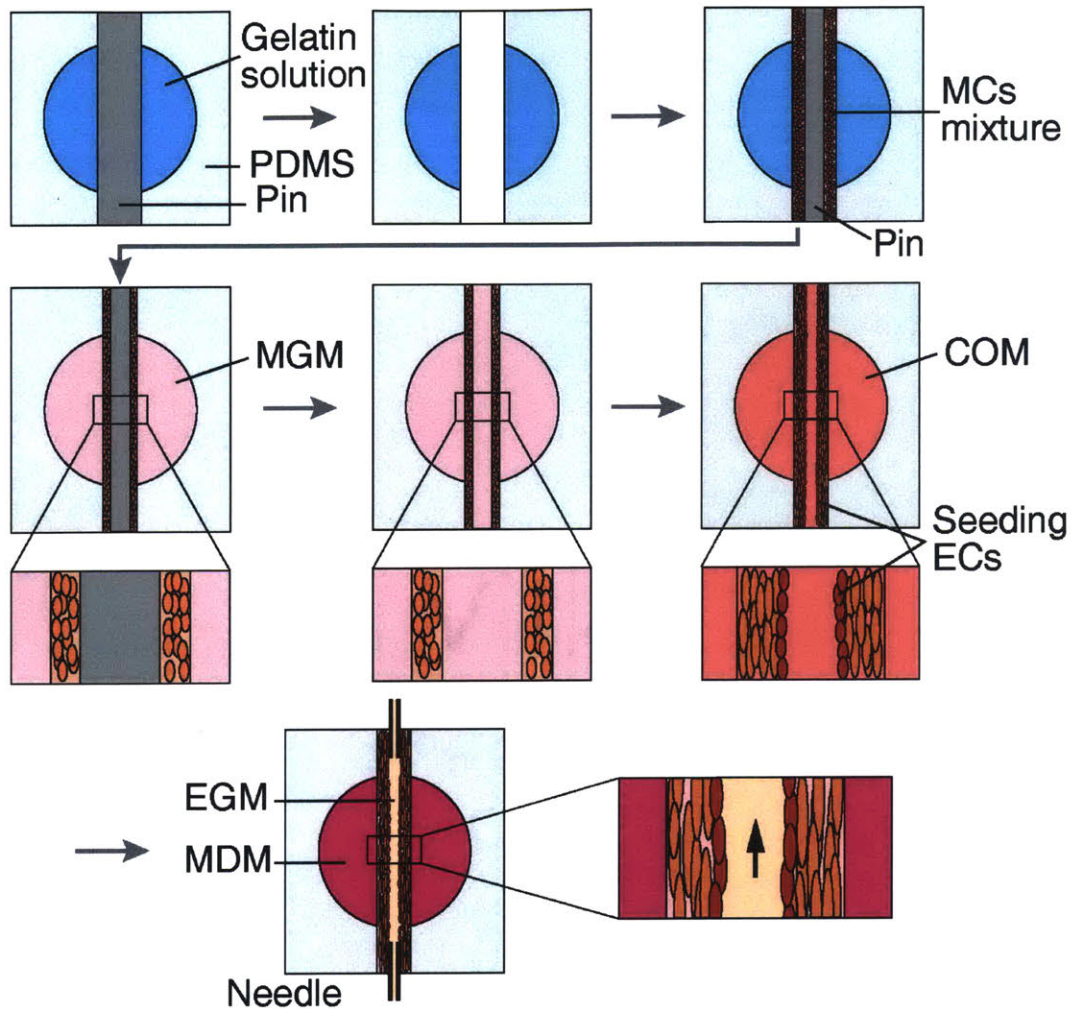 Gelatin
solution
PDMS
Pin
MCs
mixture
Pin
MGM
COM
Seeding
ECs
EGM
MDM
Needle